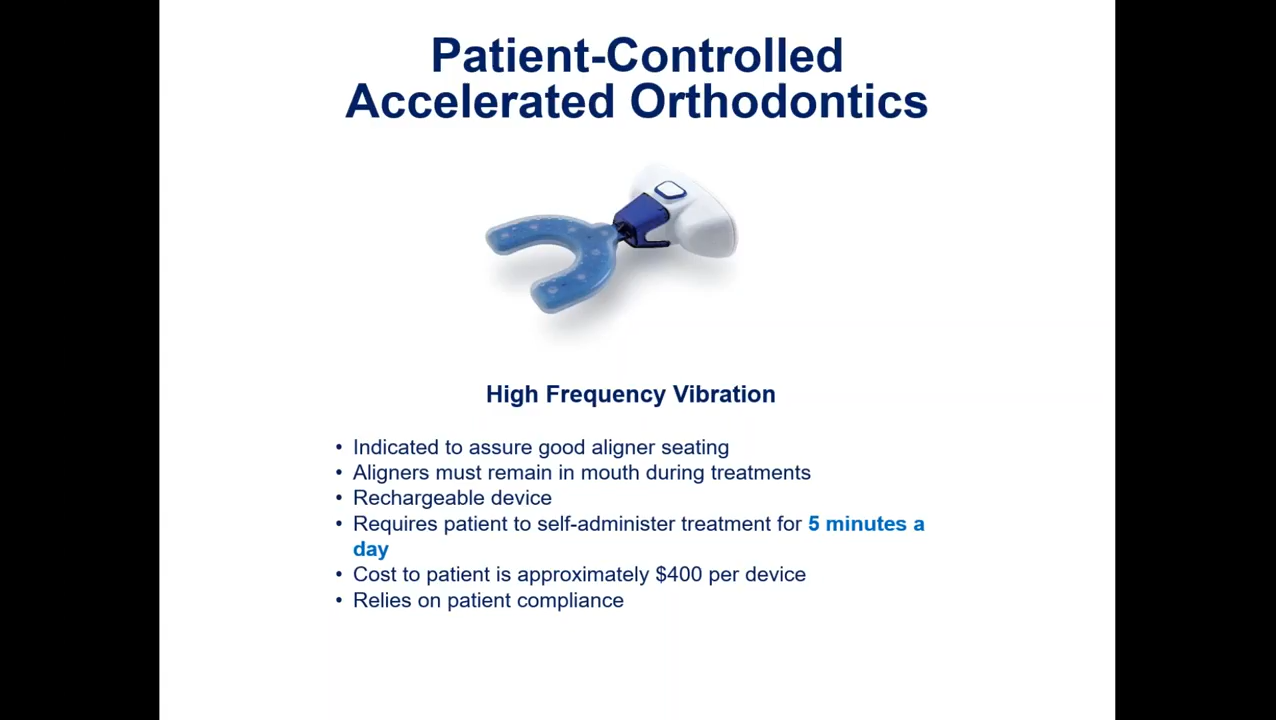 Patient-Controlled
Accelerated Orthodontics
High Frequency Vibration
• Indicated to assure good aligner seating
• Aligners must remain in mouth during treatments
• Rechargeable device
• Requires patient to self-administer treatment for 5 minutes a
day
• Cost to patient is approximately $400 per device
• Relies on patient compliance